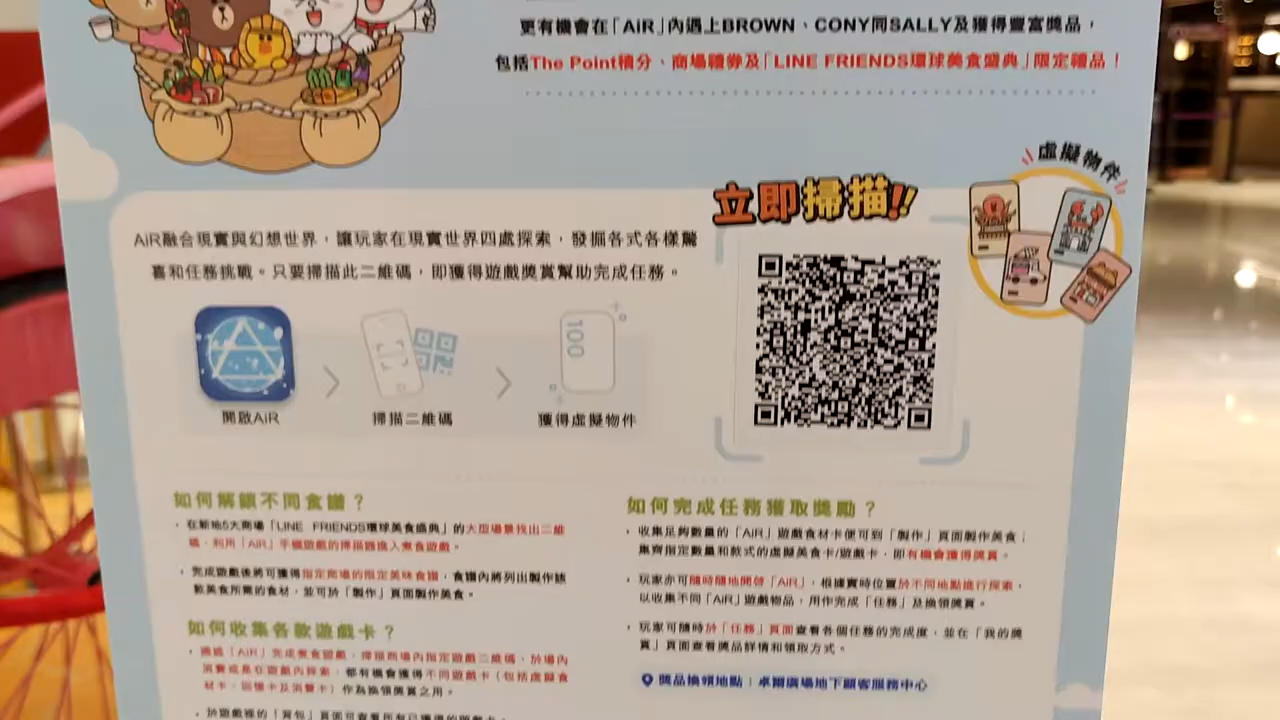 更有機會在「AiR」內遇上BROWN、CONY同SALLY及獲得豐富獎品，
包括The Point積分、商場禮券及「LINE FRIENDS環球美食盛典」限定禮品！
虛擬物件
立即掃描!!
AiR融合現實與幻想世界，讓玩家在現實世界四處探索，發掘各式各樣驚
喜和任務挑戰。只要掃描此二維碼，即獲得遊戲獎賞幫助完成任務。
100
開啟AiR
掃描二維碼
獲得虛擬物件
如何解鎖不同食譜？
· 在新地5大商場「LINE FRIENDS環球美食盛典」的大型場景找出二維
碼，利用「AiR」手機遊戲的掃描器進入煮食遊戲。
· 完成遊戲後將可獲得指定商場的指定美味食譜，食譜內將列出製作該
款美食所需的食材，並可於「製作」頁面製作美食。
如何收集各款遊戲卡？
· 透過「AiR」完成煮食遊戲，掃描商場內指定遊戲二維碼、於場內
消費或是在遊戲內探索，都有機會獲得不同遊戲卡（包括虛擬食
材卡、區域卡及消費卡）作為換領獎賞之用。
· 於遊戲裡的「背包」頁面可查看所有已獲得的遊戲卡。
如何完成任務獲取獎勵？
· 收集足夠數量的「AiR」遊戲食材卡便可到「製作」頁面製作美食；
集齊指定數量和款式的虛擬美食卡/遊戲卡，即有機會獲得獎賞。
· 玩家亦可隨時隨地開啓「AiR」，根據實時位置於不同地點進行探索，
以收集不同「AiR」遊戲物品，用作完成「任務」及換領獎賞。
· 玩家可隨時於「任務」頁面查看各個任務的完成度，並在「我的獎
賞」頁面查看獎品詳情和領取方式。
獎品換領地點：卓爾廣場地下顧客服務中心